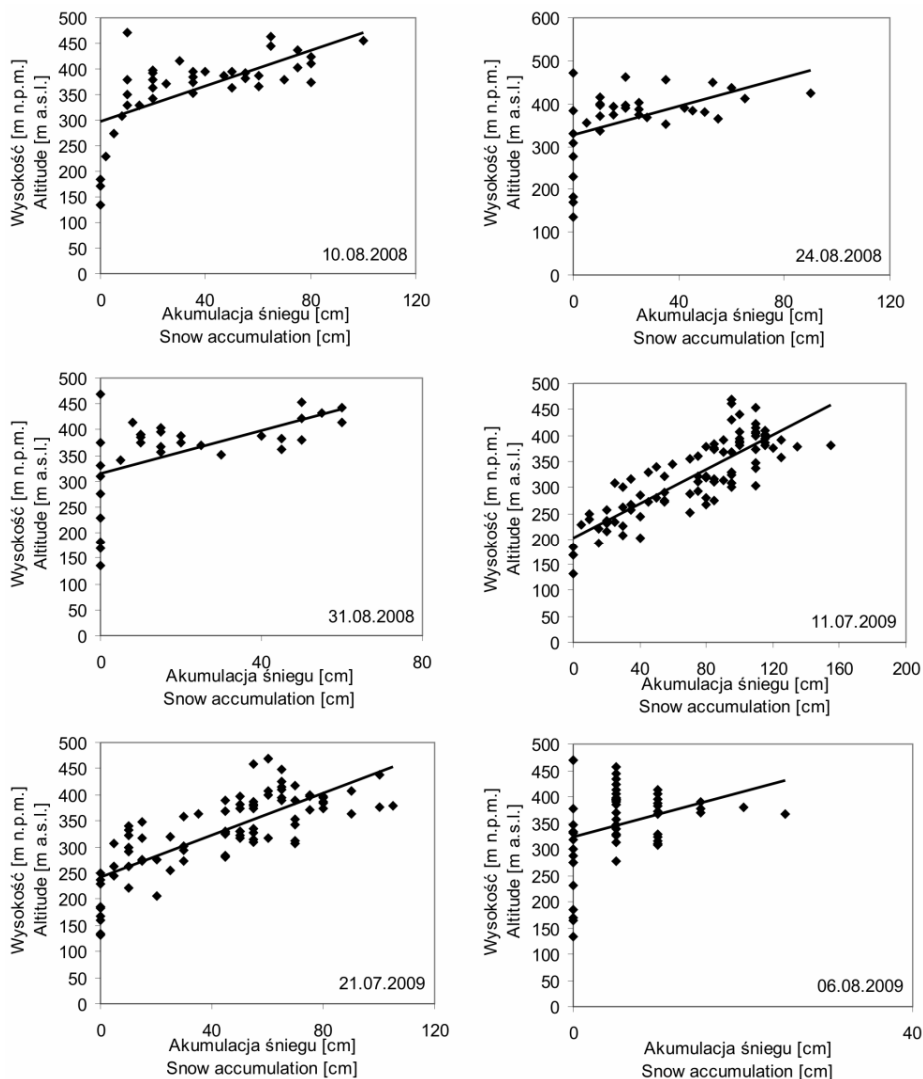 Wysokość [m n.p.m.]
Altitude [m a.s.l.]
500
450
400
350
300
250
200
150
100
50
0
10.08.2008
0 40 80 120
Akumulacja śniegu [cm]
Snow accumulation [cm]
Wysokość [m n.p.m.]
Altitude [m a.s.l.]
600
500
400
300
200
100
0
24.08.2008
0 40 80 120
Akumulacja śniegu [cm]
Snow accumulation [cm]
Wysokość [m n.p.m.]
Altitude [m a.s.l.]
500
450
400
350
300
250
200
150
100
50
0
31.08.2008
0 40 80
Akumulacja śniegu [cm]
Snow accumulation [cm]
Wysokość [m n.p.m.]
Altitude [m a.s.l.]
500
450
400
350
300
250
200
150
100
50
0
11.07.2009
0 40 80 120 160 200
Akumulacja śniegu [cm]
Snow accumulation [cm]
Wysokość [m n.p.m.]
Altitude [m a.s.l.]
500
450
400
350
300
250
200
150
100
50
0
21.07.2009
0 40 80 120
Akumulacja śniegu [cm]
Snow accumulation [cm]
Wysokość [m n.p.m.]
Altitude [m a.s.l.]
500
450
400
350
300
250
200
150
100
50
0
06.08.2009
0 40
Akumulacja śniegu [cm]
Snow accumulation [cm]